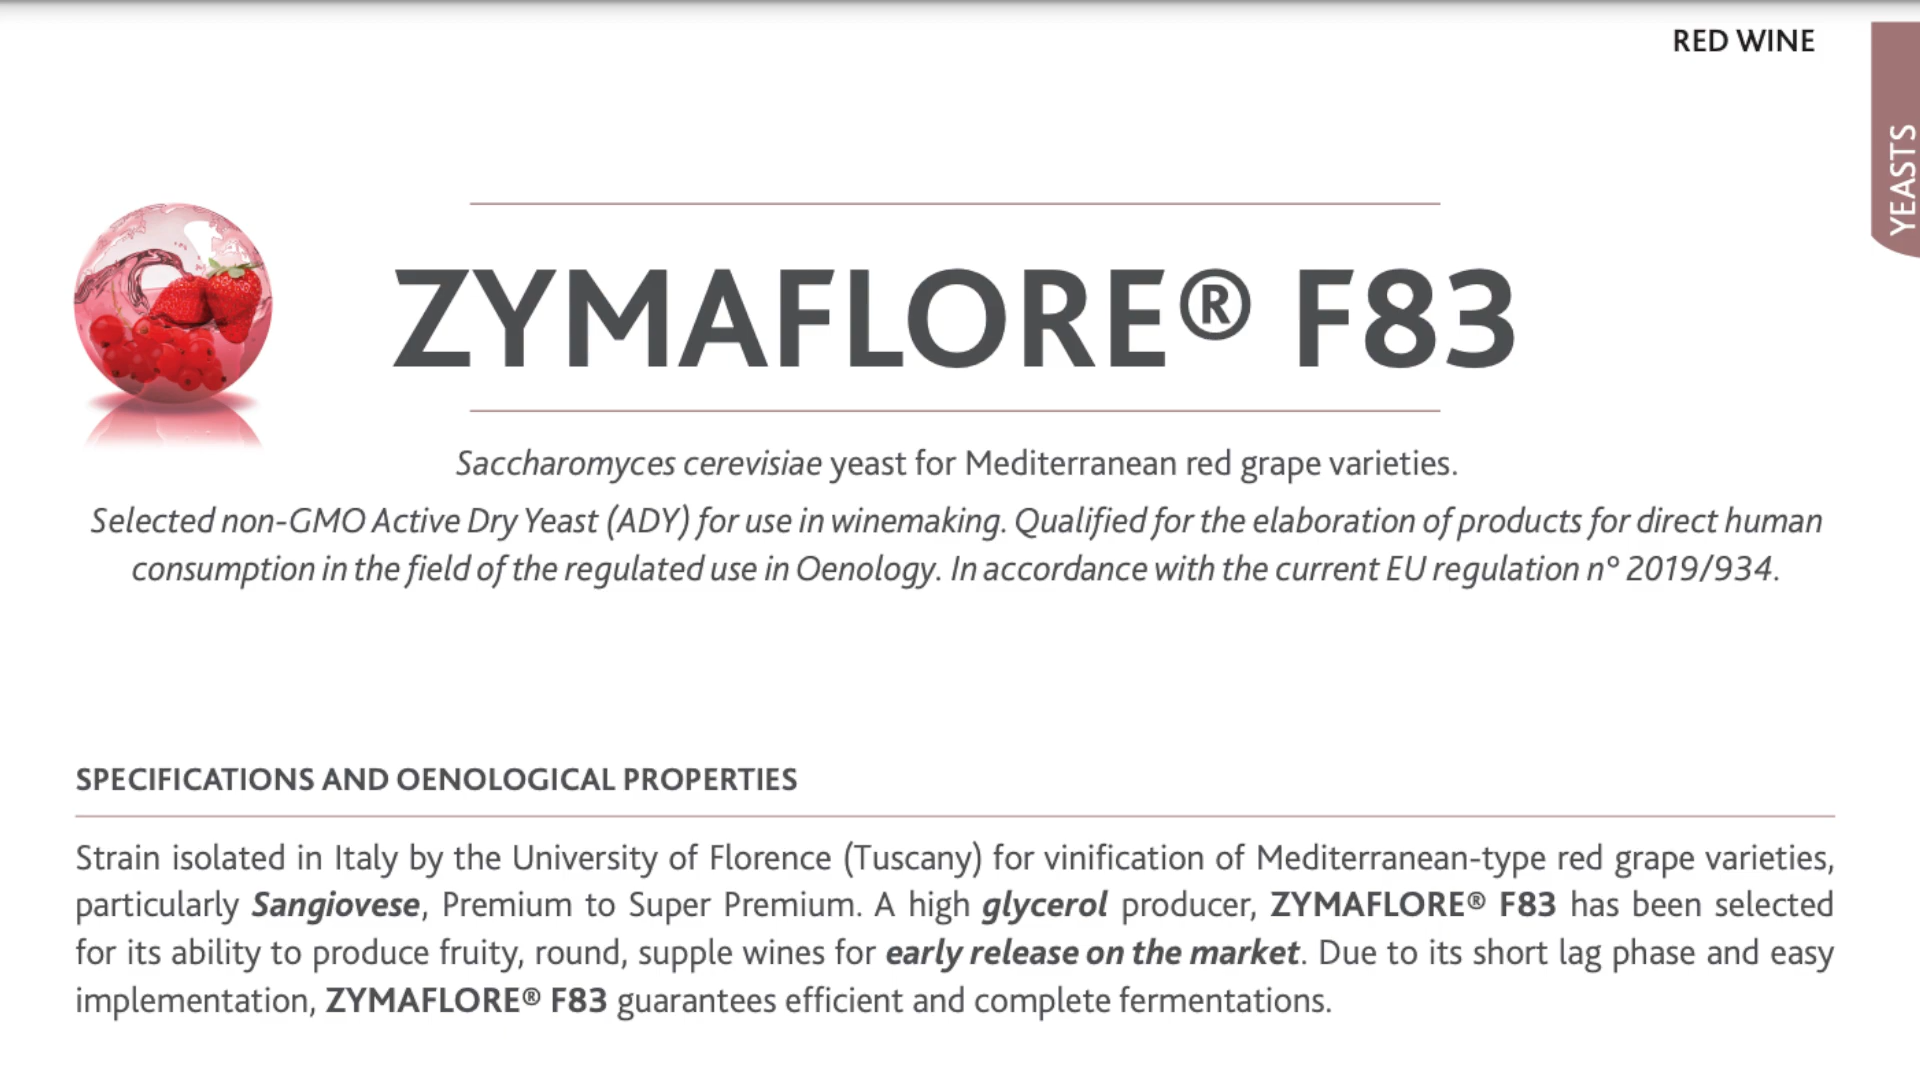 RED WINE
YEASTS
ZYMAFLORE® F83
Saccharomyces cerevisiae yeast for Mediterranean red grape varieties.
Selected non-GMO Active Dry Yeast (ADY) for use in winemaking. Qualified for the elaboration of products for direct human
consumption in the field of the regulated use in Oenology. In accordance with the current EU regulation n° 2019/934.
SPECIFICATIONS AND OENOLOGICAL PROPERTIES
Strain isolated in Italy by the University of Florence (Tuscany) for vinification of Mediterranean-type red grape varieties,
particularly Sangiovese, Premium to Super Premium. A high glycerol producer, ZYMAFLORE® F83 has been selected
for its ability to produce fruity, round, supple wines for early release on the market. Due to its short lag phase and easy
implementation, ZYMAFLORE® F83 guarantees efficient and complete fermentations.